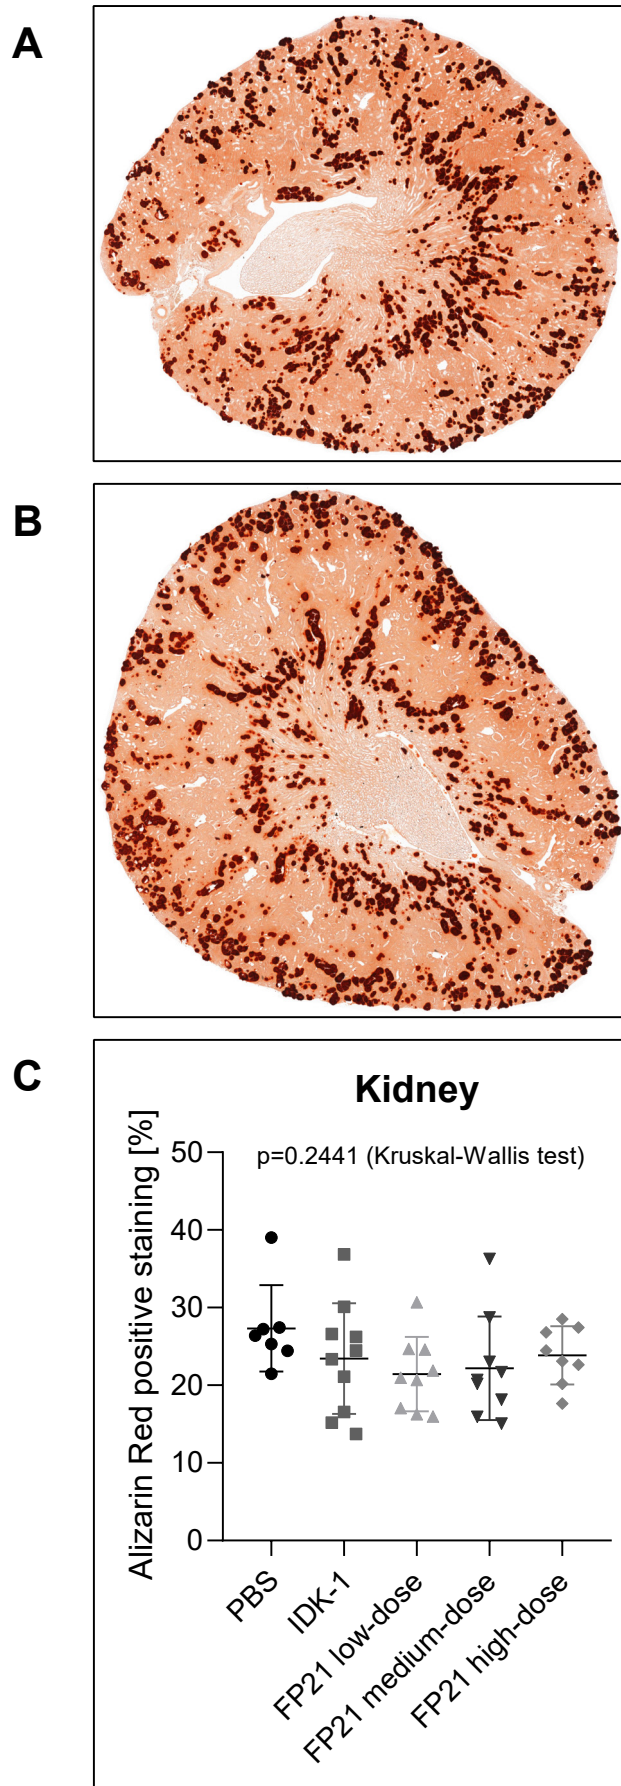 A
B
C
Kidney
p=0.2441 (Kruskal-Wallis test)
Alizarin Red positive staining [%]
50
40
30
20
10
0
PBS
IDK-1
FP21 low-dose
FP21 medium-dose
FP21 high-dose